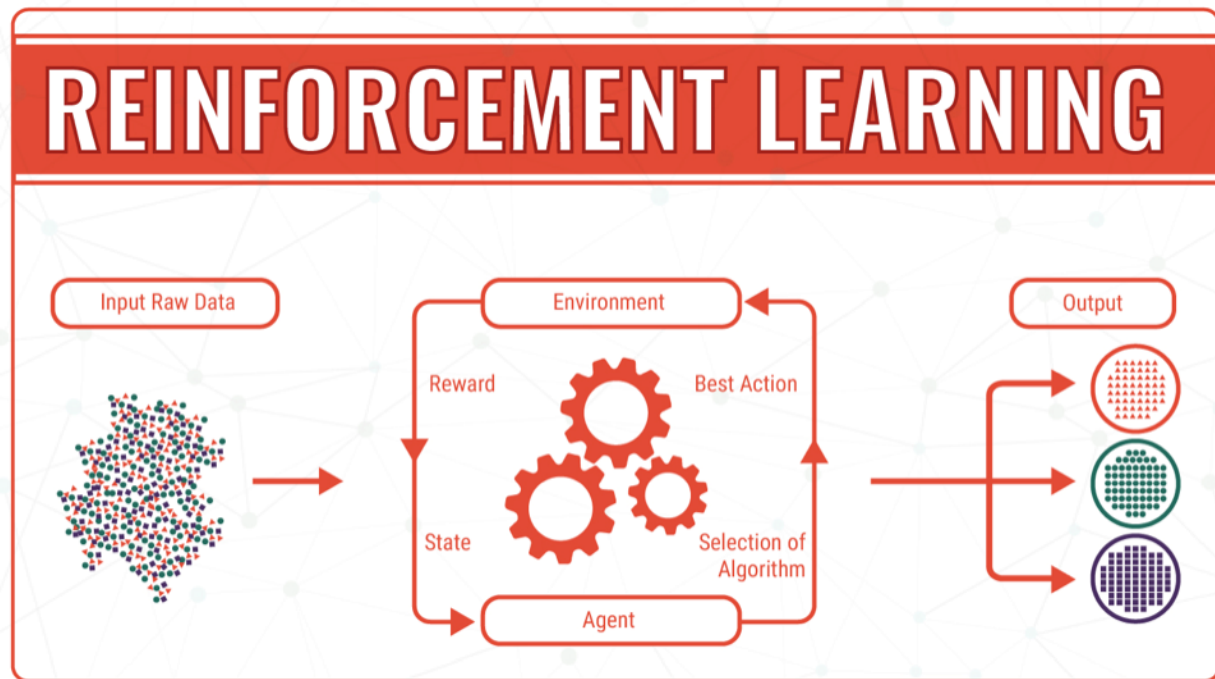 REINFORCEMENT LEARNING
Input Raw Data
Environment
Output
Reward
Best Action
State
Selection of
Algorithm
Agent